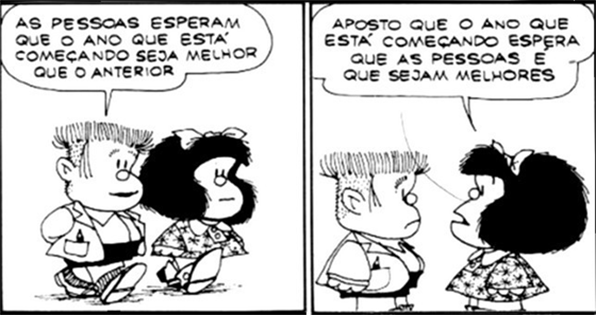 AS PESSOAS ESPERAM
QUE O ANO QUE ESTÁ
COMEÇANDO SEJA MELHOR
QUE O ANTERIOR
APOSTO QUE O ANO QUE
ESTÁ COMEÇANDO ESPERA
QUE AS PESSOAS É
QUE SEJAM MELHORES